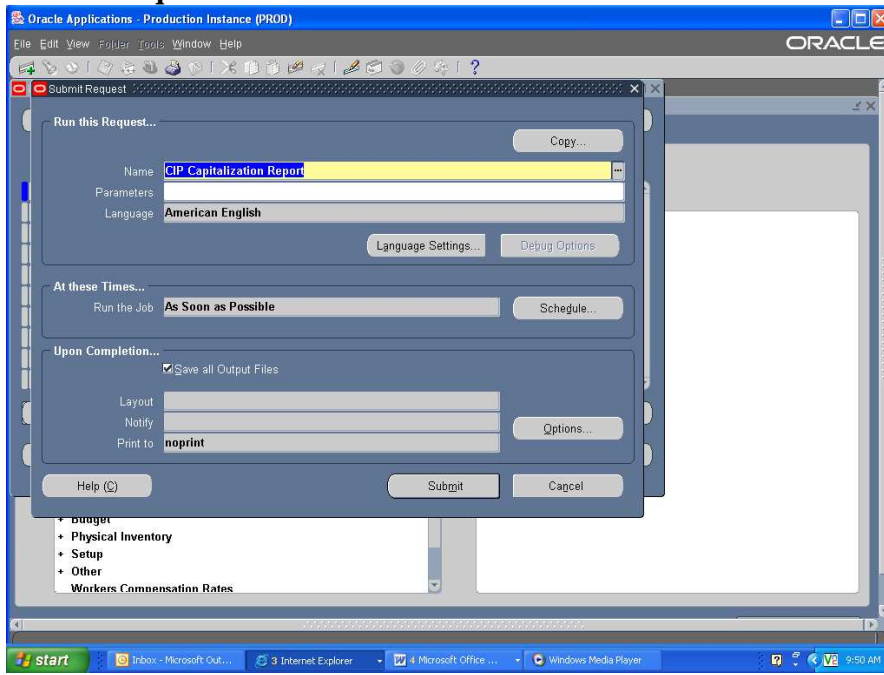 Oracle Applications - Production Instance (PROD)
File Edit View Folder Tools Window Help
ORACLE
Submit Request
Run this Request...
Copy...
Name CIP Capitalization Report
Parameters
Language American English
Language Settings... Debug Options
At these Times...
Run the Job As Soon as Possible Schedule...
Upon Completion...
Save all Output Files
Layout
Notify Options...
Print to noprint
Help (C) Submit Cancel
+ Budget
+ Physical Inventory
+ Setup
+ Other
Workers Compensation Rates
start Inbox - Microsoft Out... 3 Internet Explorer 4 Microsoft Office ... Windows Media Player 9:50 AM